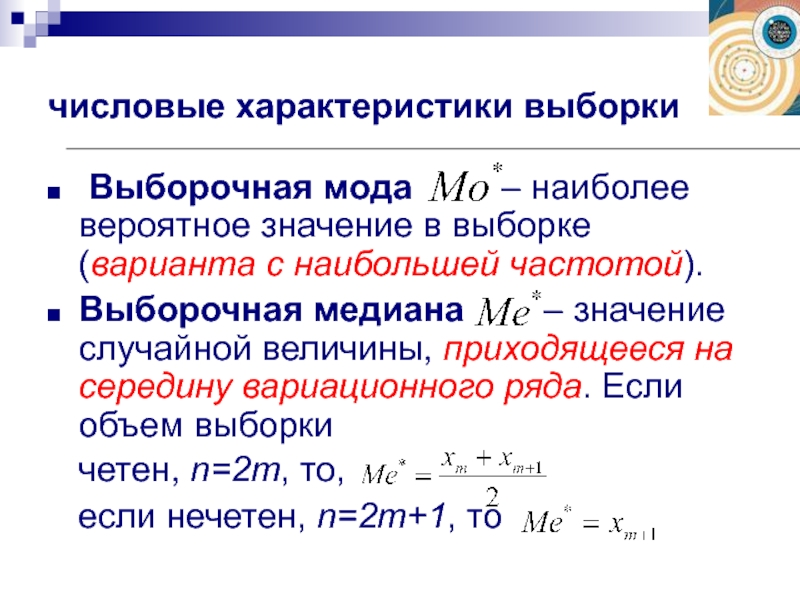 числовые характеристики выборки
■ Выборочная мода Mo* – наиболее
вероятное значение в выборке
(варианта с наибольшей частотой).
■ Выборочная медиана Me* – значение
случайной величины, приходящееся на
середину вариационного ряда. Если
объем выборки
четен, n=2m, то, Me* = (x_m + x_{m+1})/2
если нечетен, n=2m+1, то Me* = x_{m+1}